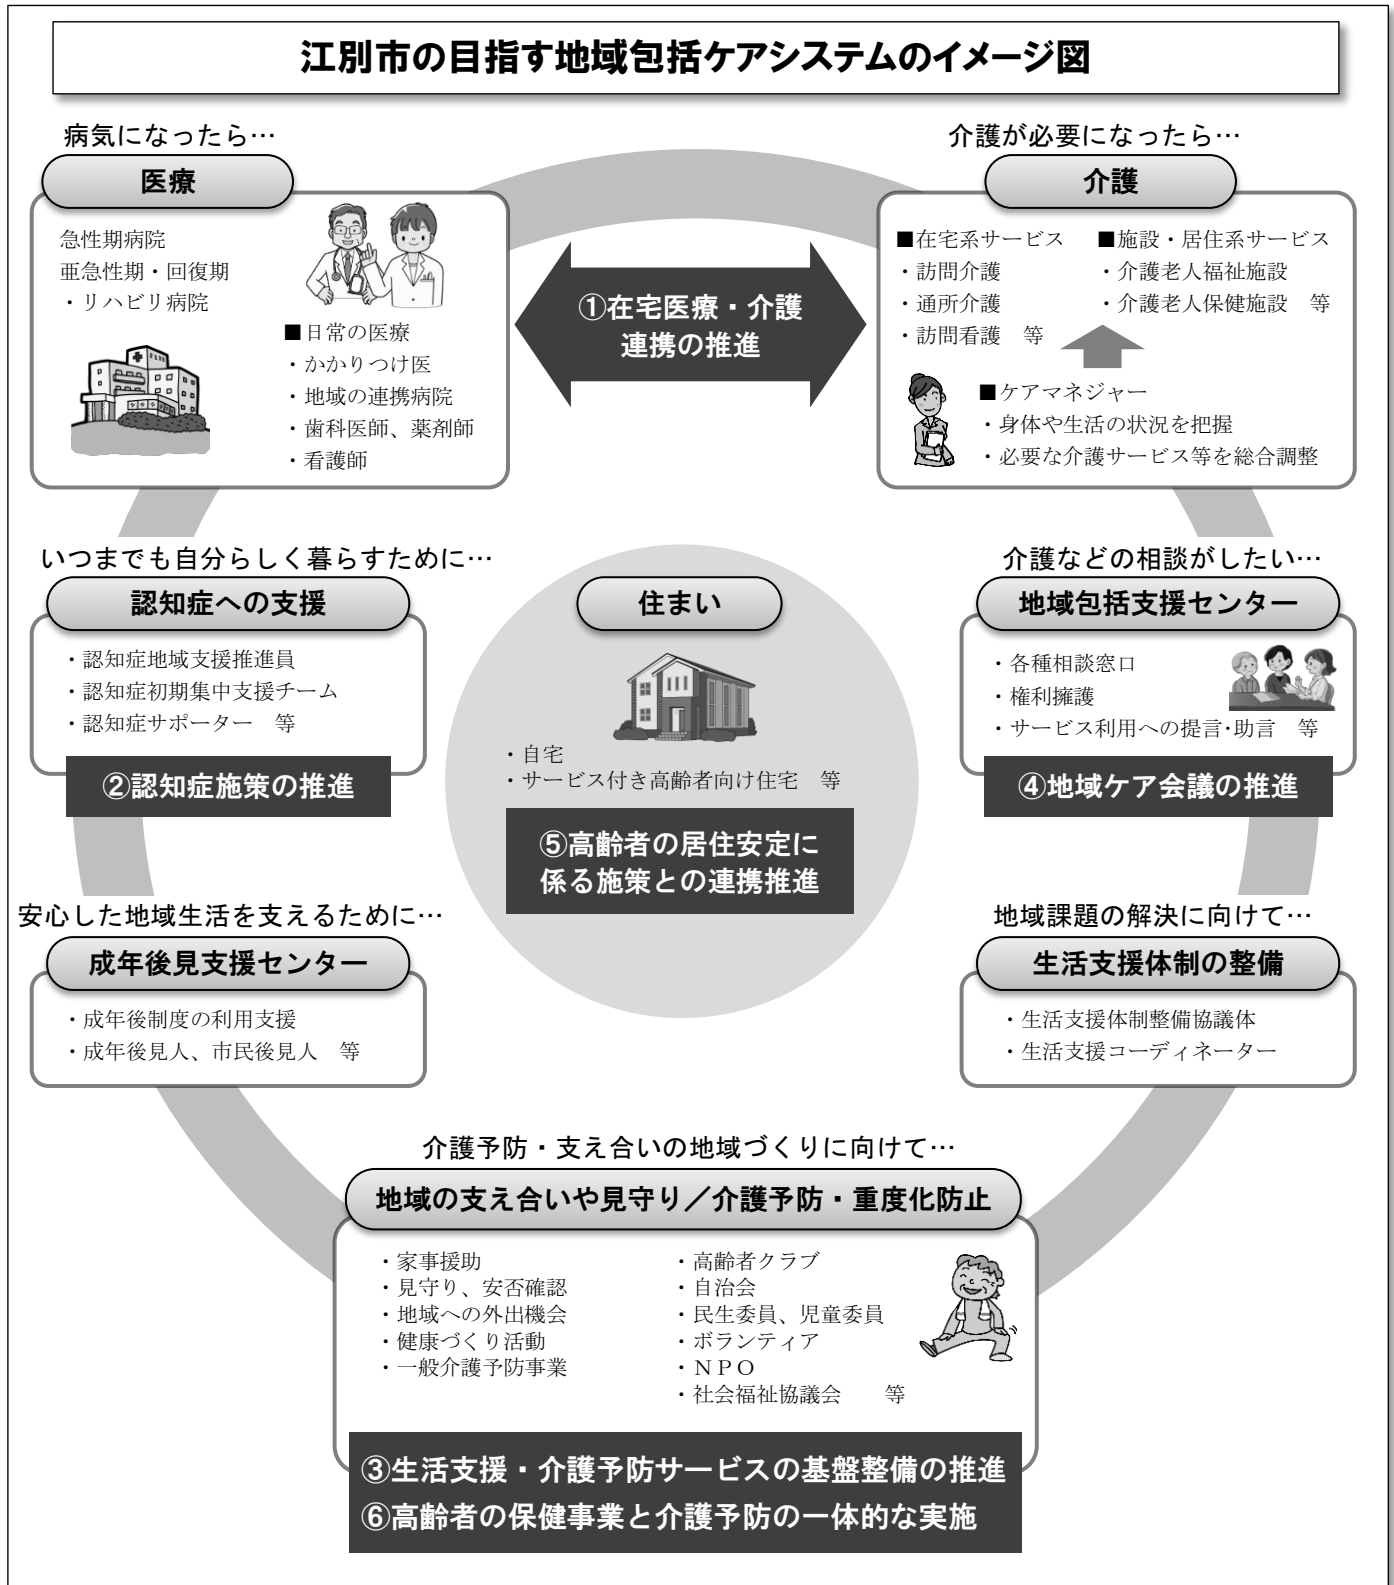 江別市の目指す地域包括ケアシステムのイメージ図
病気になったら…
医療
急性期病院
亜急性期・回復期
・リハビリ病院
■日常の医療
・かかりつけ医
・地域の連携病院
・歯科医師、薬剤師
・看護師
①在宅医療・介護
連携の推進
介護が必要になったら…
介護
■在宅系サービス
・訪問介護
・通所介護
・訪問看護　等
■施設・居住系サービス
・介護老人福祉施設
・介護老人保健施設　等
■ケアマネジャー
・身体や生活の状況を把握
・必要な介護サービス等を総合調整
いつまでも自分らしく暮らすために…
認知症への支援
・認知症地域支援推進員
・認知症初期集中支援チーム
・認知症サポーター　等
②認知症施策の推進
住まい
・自宅
・サービス付き高齢者向け住宅　等
⑤高齢者の居住安定に
係る施策との連携推進
介護などの相談がしたい…
地域包括支援センター
・各種相談窓口
・権利擁護
・サービス利用への提言･助言　等
④地域ケア会議の推進
安心した地域生活を支えるために…
成年後見支援センター
・成年後制度の利用支援
・成年後見人、市民後見人　等
地域課題の解決に向けて…
生活支援体制の整備
・生活支援体制整備協議体
・生活支援コーディネーター
介護予防・支え合いの地域づくりに向けて…
地域の支え合いや見守り／介護予防・重度化防止
・家事援助
・見守り、安否確認
・地域への外出機会
・健康づくり活動
・一般介護予防事業
・高齢者クラブ
・自治会
・民生委員、児童委員
・ボランティア
・ＮＰＯ
・社会福祉協議会　　等
③生活支援・介護予防サービスの基盤整備の推進
⑥高齢者の保健事業と介護予防の一体的な実施